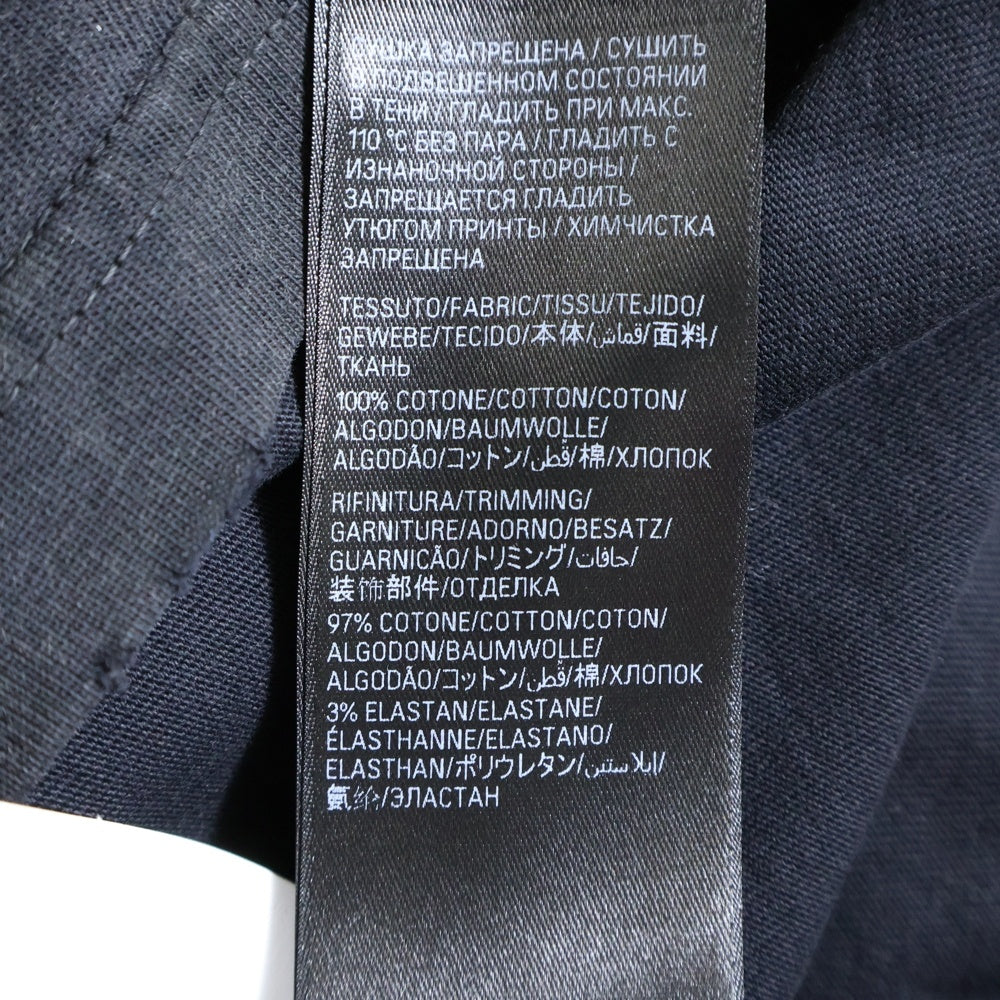 СУШКА ЗАПРЕЩЕНА / СУШИТЬ
В ПОДВЕШЕННОМ СОСТОЯНИИ
В ТЕНИ / ГЛАДИТЬ ПРИ МАКС.
110 °C БЕЗ ПАРА / ГЛАДИТЬ С
ИЗНАНОЧНОЙ СТОРОНЫ /
ЗАПРЕЩАЕТСЯ ГЛАДИТЬ
УТЮГОМ ПРИНТЫ / ХИМЧИСТКА
ЗАПРЕЩЕНА
TESSUTO/FABRIC/TISSU/TEJIDO/
GEWEBE/TECIDO/本体/قماش/面料/
ТКАНЬ
100% COTONE/COTTON/COTON/
ALGODON/BAUMWOLLE/
ALGODÃO/コットン/قطن/棉/ХЛОПОК
RIFINITURA/TRIMMING/
GARNITURE/ADORNO/BESATZ/
GUARNICÃO/トリミング/حافات/
装饰部件/ОТДЕЛКА
97% COTONE/COTTON/COTON/
ALGODON/BAUMWOLLE/
ALGODÃO/コットン/قطن/棉/ХЛОПОК
3% ELASTAN/ELASTANE/
ÉLASTHANNE/ELASTANO/
ELASTHAN/ポリウレタン/إيلاستين/
氨纶/ЭЛАСТАН